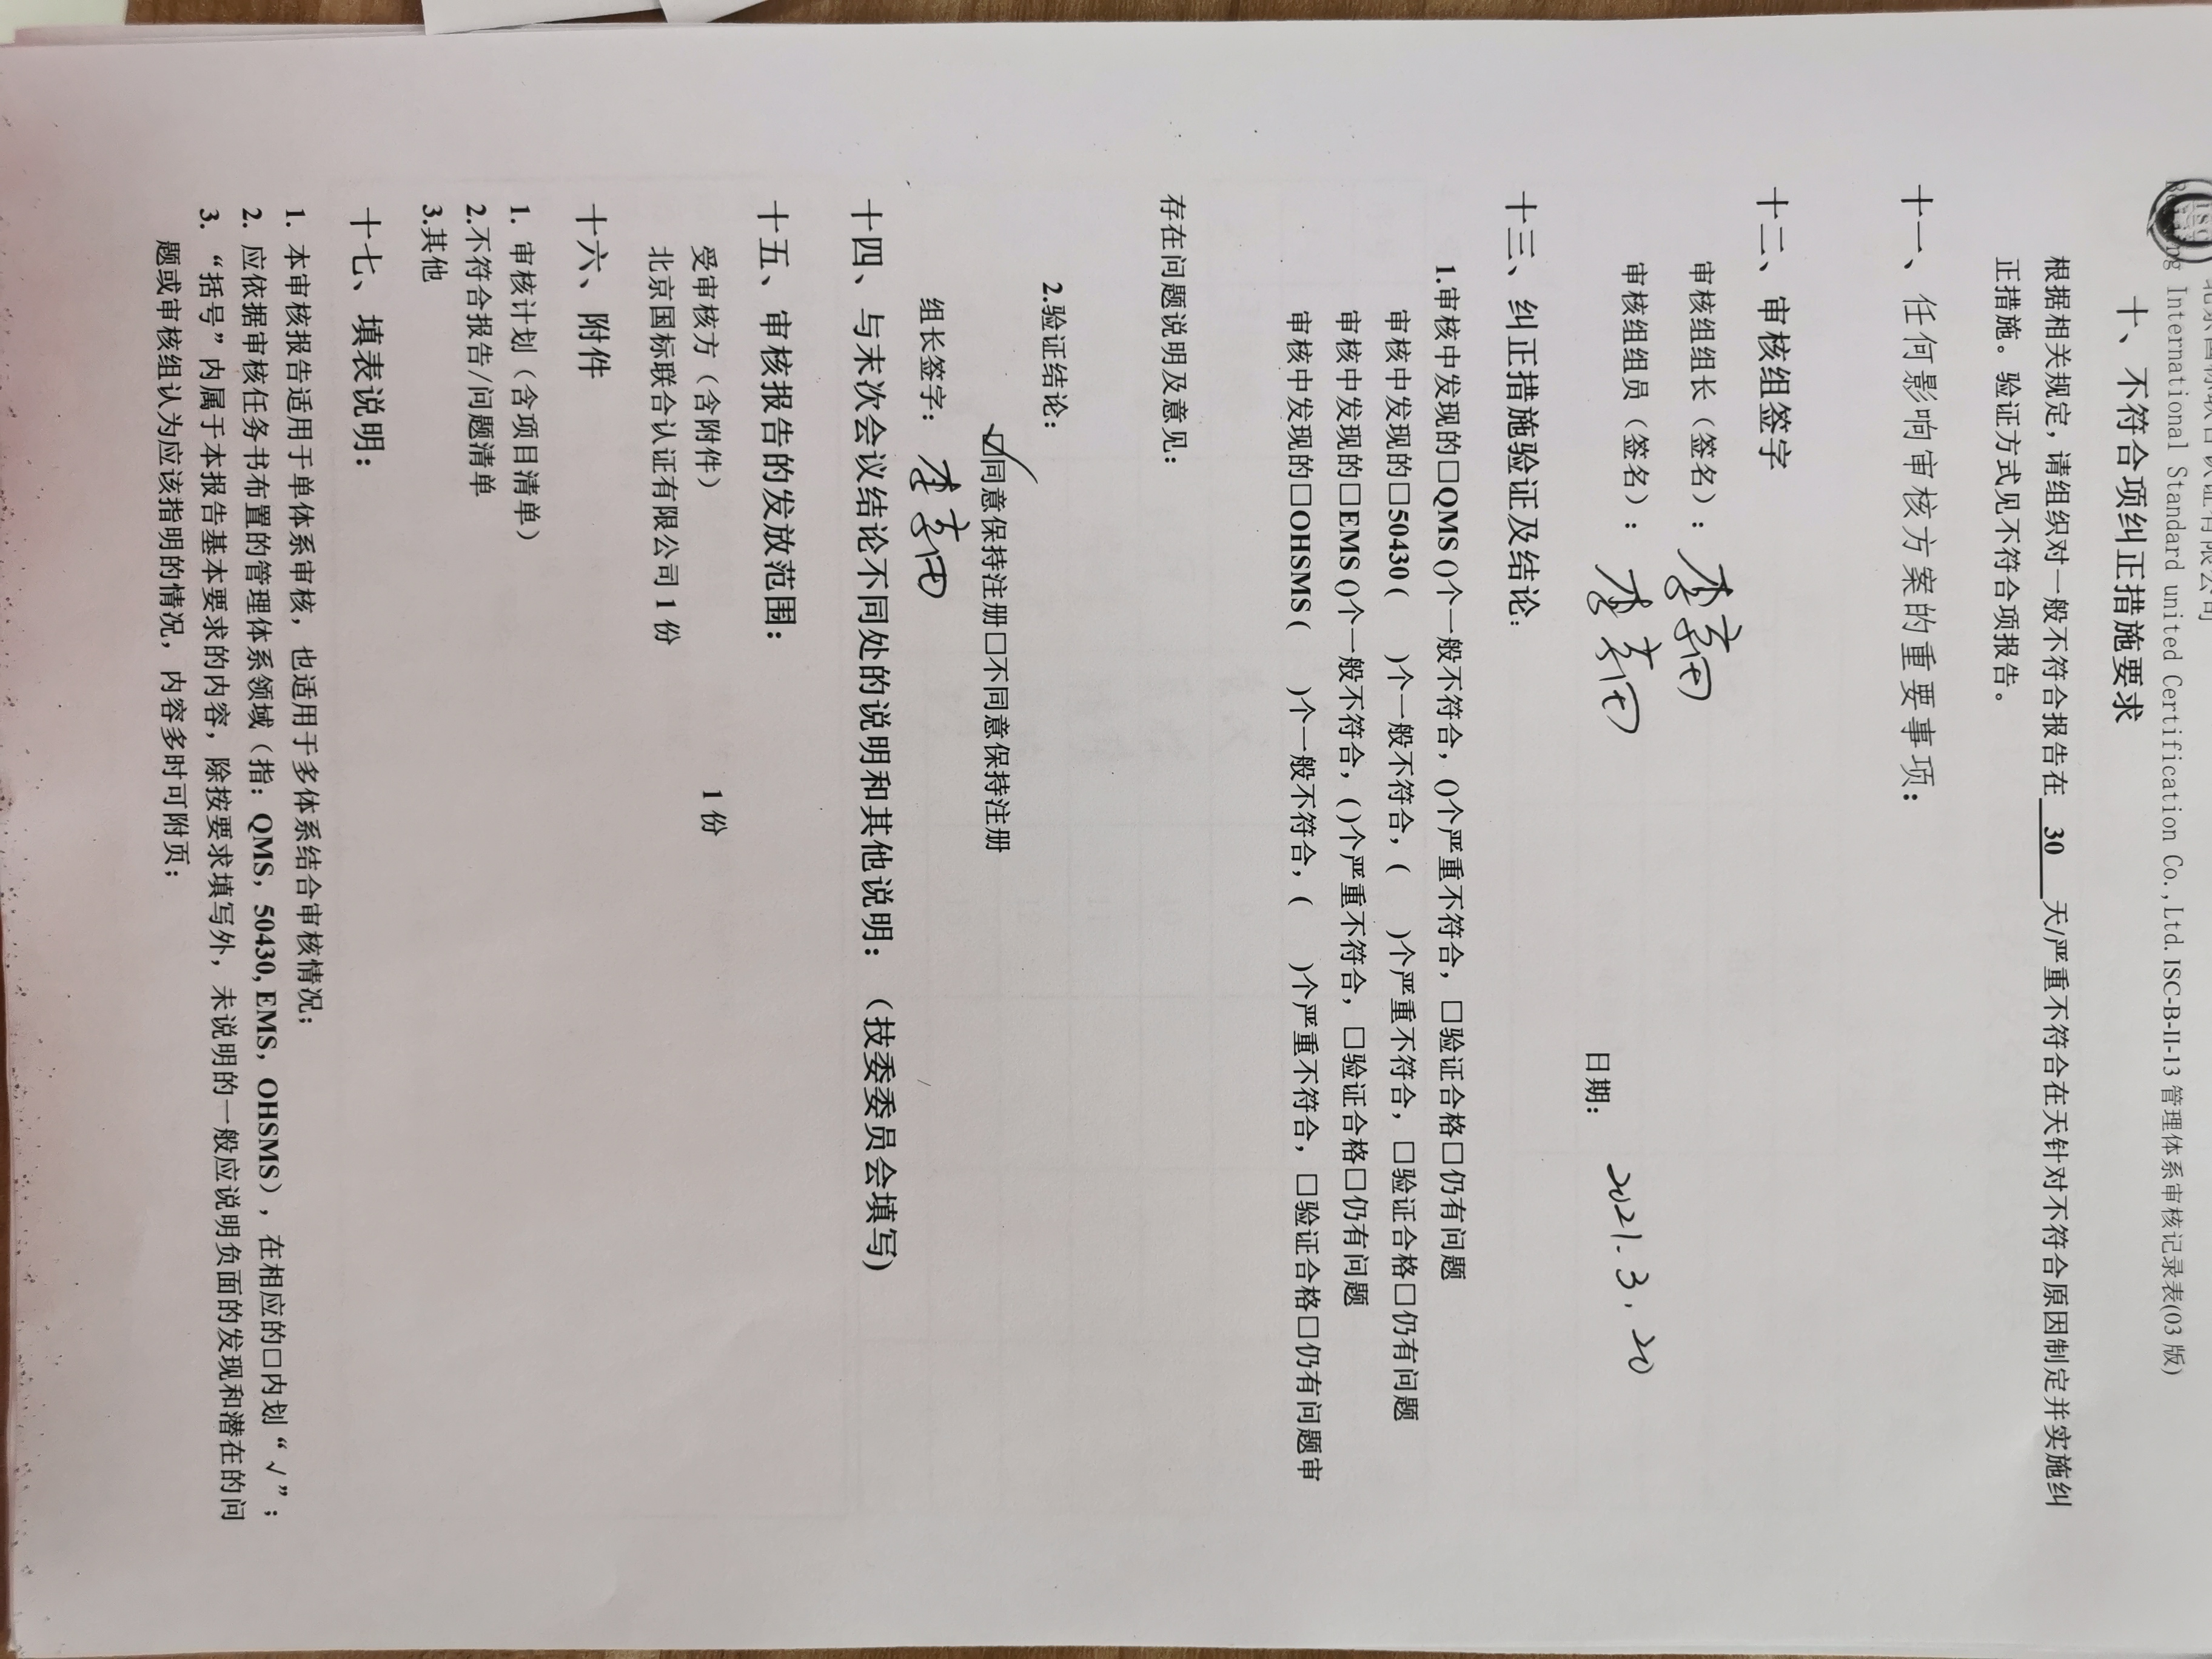 北京国标联合认证有限公司
Beijing International Standard united Certification Co.,Ltd. ISC-B-II-13 管理体系审核记录表(03 版)
十、不符合项纠正措施要求
根据相关规定，请组织对一般不符合报告在 30 天/严重不符合在天针对不符合原因制定并实施纠
正措施。验证方式见不符合项报告。
十一、任何影响审核方案的重要事项：
十二、审核组签字
审核组组长（签名）：
审核组组员（签名）：
日期： 2021.3.20
十三、纠正措施验证及结论：
1.审核中发现的□QMS ()个一般不符合，()个严重不符合，□验证合格□仍有问题
审核中发现的□50430 ( )个一般不符合，( )个严重不符合，□验证合格□仍有问题
审核中发现的□EMS ()个一般不符合，( )个严重不符合，□验证合格□仍有问题
审核中发现的□OHSMS ( )个一般不符合，( )个严重不符合，□验证合格□仍有问题审
存在问题说明及意见：
2.验证结论：
☑同意保持注册□不同意保持注册
组长签字：
十四、与末次会议结论不同处的说明和其他说明：（技委委员会填写）
十五、审核报告的发放范围：
受审核方（含附件） 1 份
北京国标联合认证有限公司 1 份
十六、附件
1. 审核计划（含项目清单）
2.不符合报告/问题清单
3.其他
十七、填表说明：
1. 本审核报告适用于单体系审核，也适用于多体系结合审核情况；
2. 应依据审核任务书布置的管理体系领域（指：QMS，50430, EMS，OHSMS），在相应的□内划“√”；
3. “括号”内属于本报告基本要求的内容，除按要求填写外，未说明的一般应说明负面的发现和潜在的问
题或审核组认为应该指明的情况，内容多时可附页；